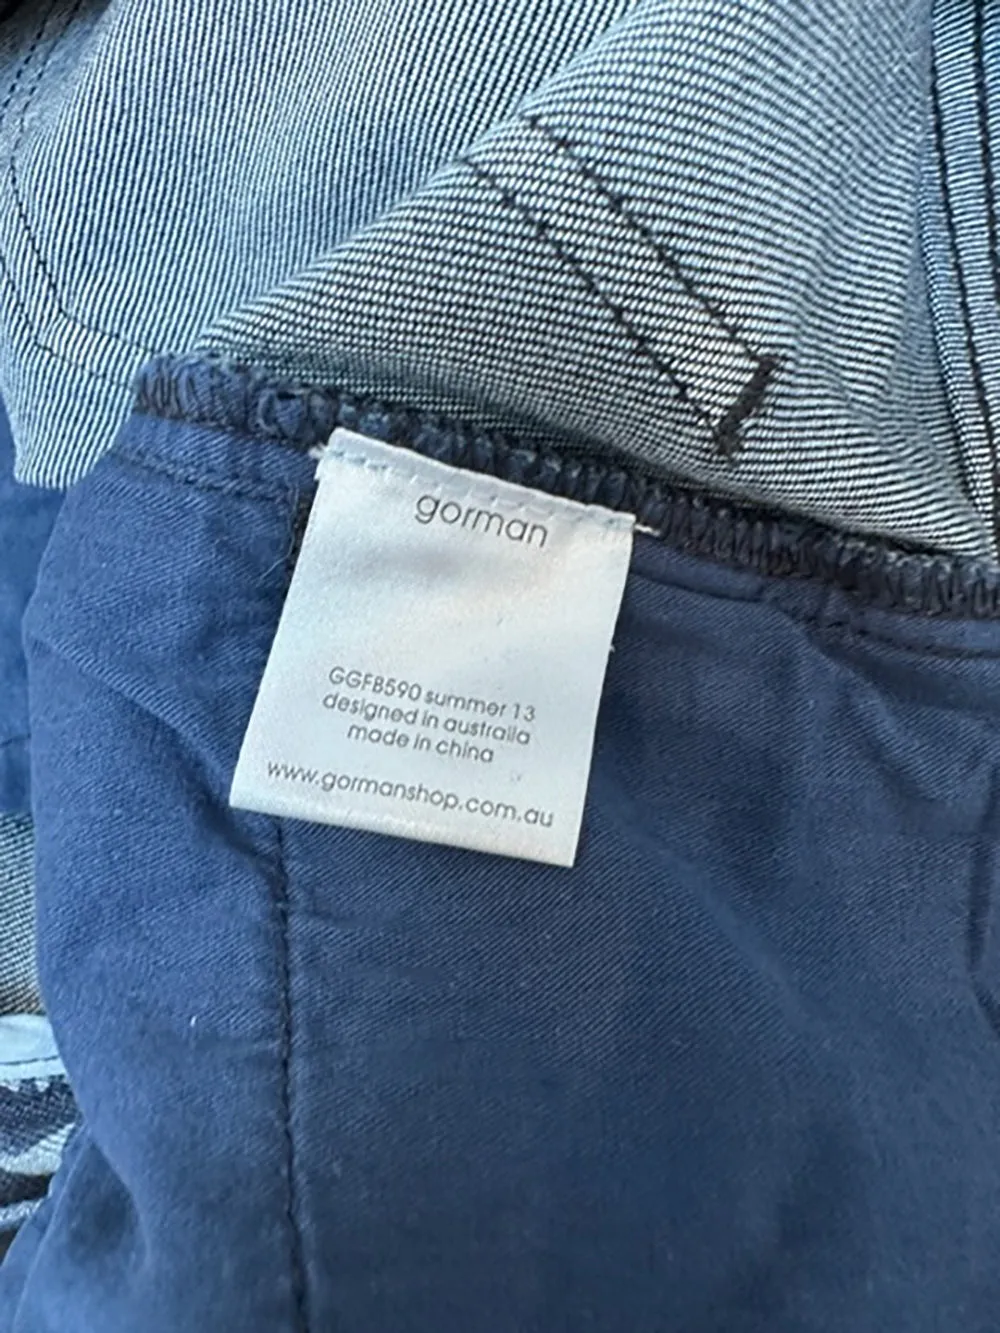 gorman
GGFB590 summer 13
designed in australia
made in china
www.gormanshop.com.au